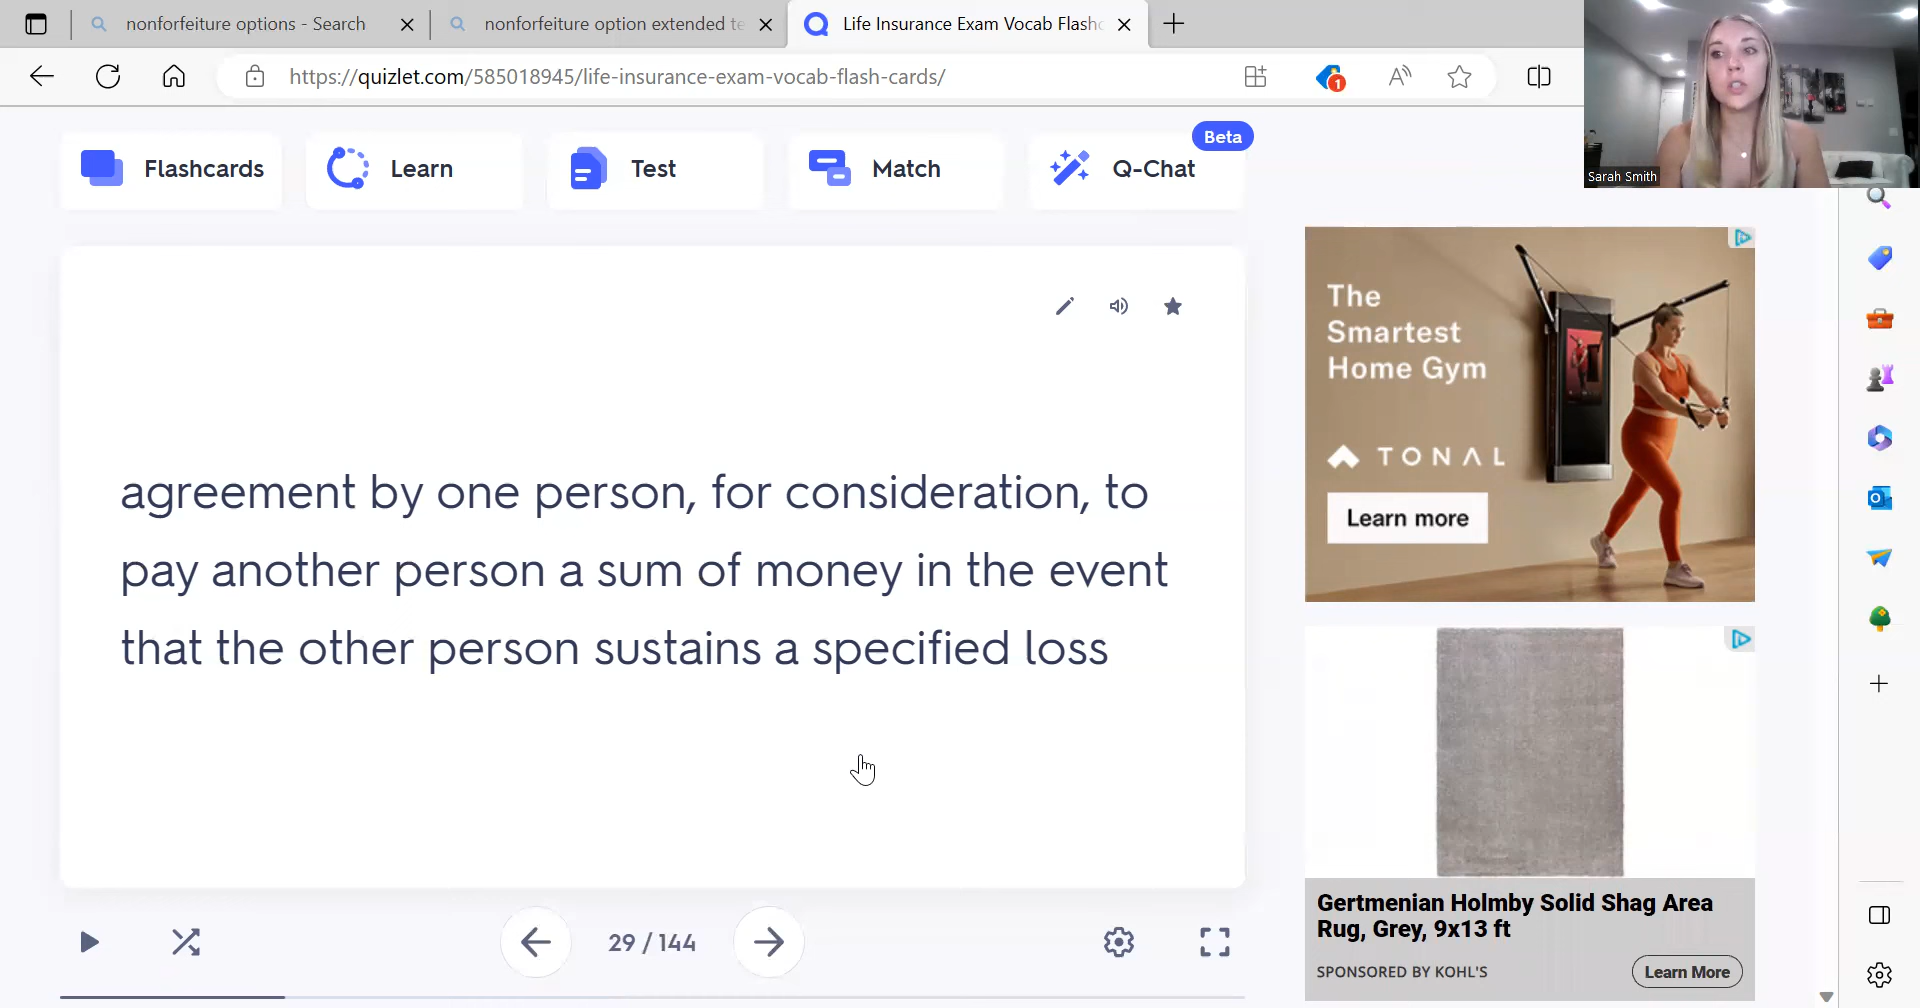 nonforfeiture options - Search
nonforfeiture option extended te
Life Insurance Exam Vocab Flashc
https://quizlet.com/585018945/life-insurance-exam-vocab-flash-cards/
1
Sarah Smith
Flashcards
Learn
Test
Match
Q-Chat
Beta
agreement by one person, for consideration, to
pay another person a sum of money in the event
that the other person sustains a specified loss
29 / 144
The
Smartest
Home Gym
TONAL
Learn more
Gertmenian Holmby Solid Shag Area
Rug, Grey, 9x13 ft
SPONSORED BY KOHL'S
Learn More